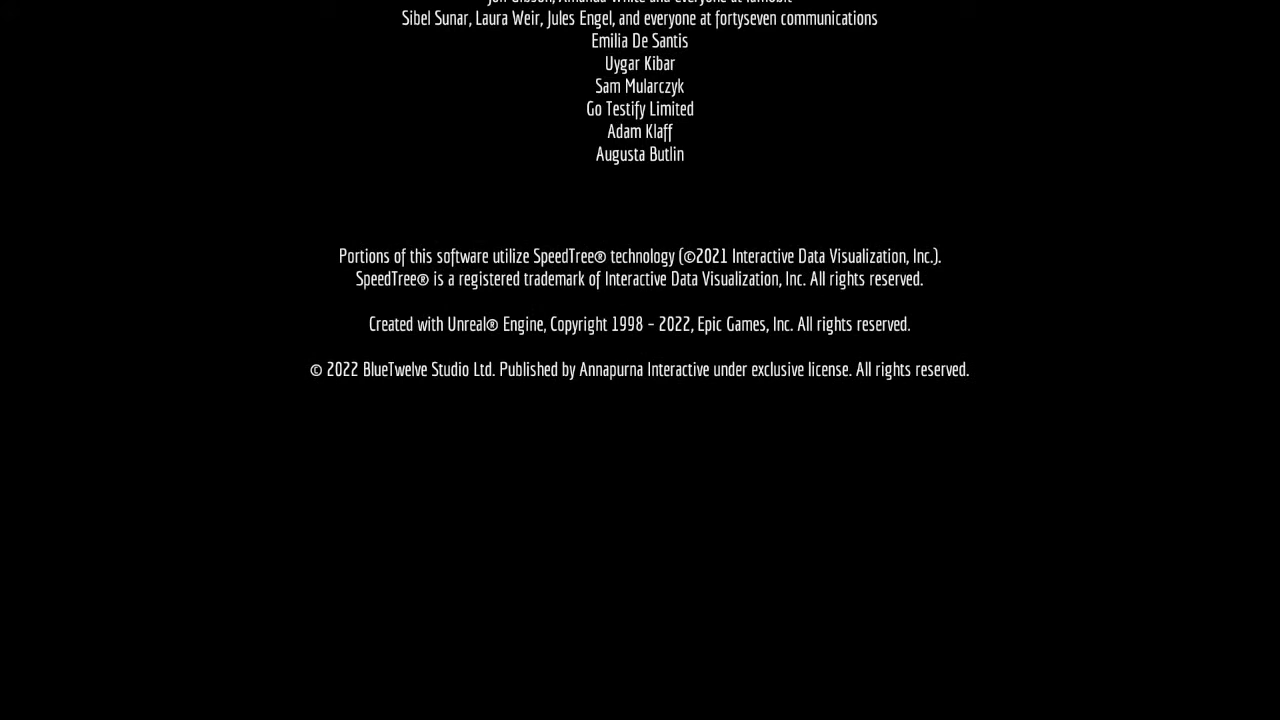 Sibel Sunar, Laura Weir, Jules Engel, and everyone at fortyseven communications
Emilia De Santis
Uygar Kibar
Sam Mularczyk
Go Testify Limited
Adam Klaff
Augusta Butlin
Portions of this software utilize SpeedTree® technology (©2021 Interactive Data Visualization, Inc.).
SpeedTree® is a registered trademark of Interactive Data Visualization, Inc. All rights reserved.
Created with Unreal® Engine, Copyright 1998 - 2022, Epic Games, Inc. All rights reserved.
© 2022 BlueTwelve Studio Ltd. Published by Annapurna Interactive under exclusive license. All rights reserved.